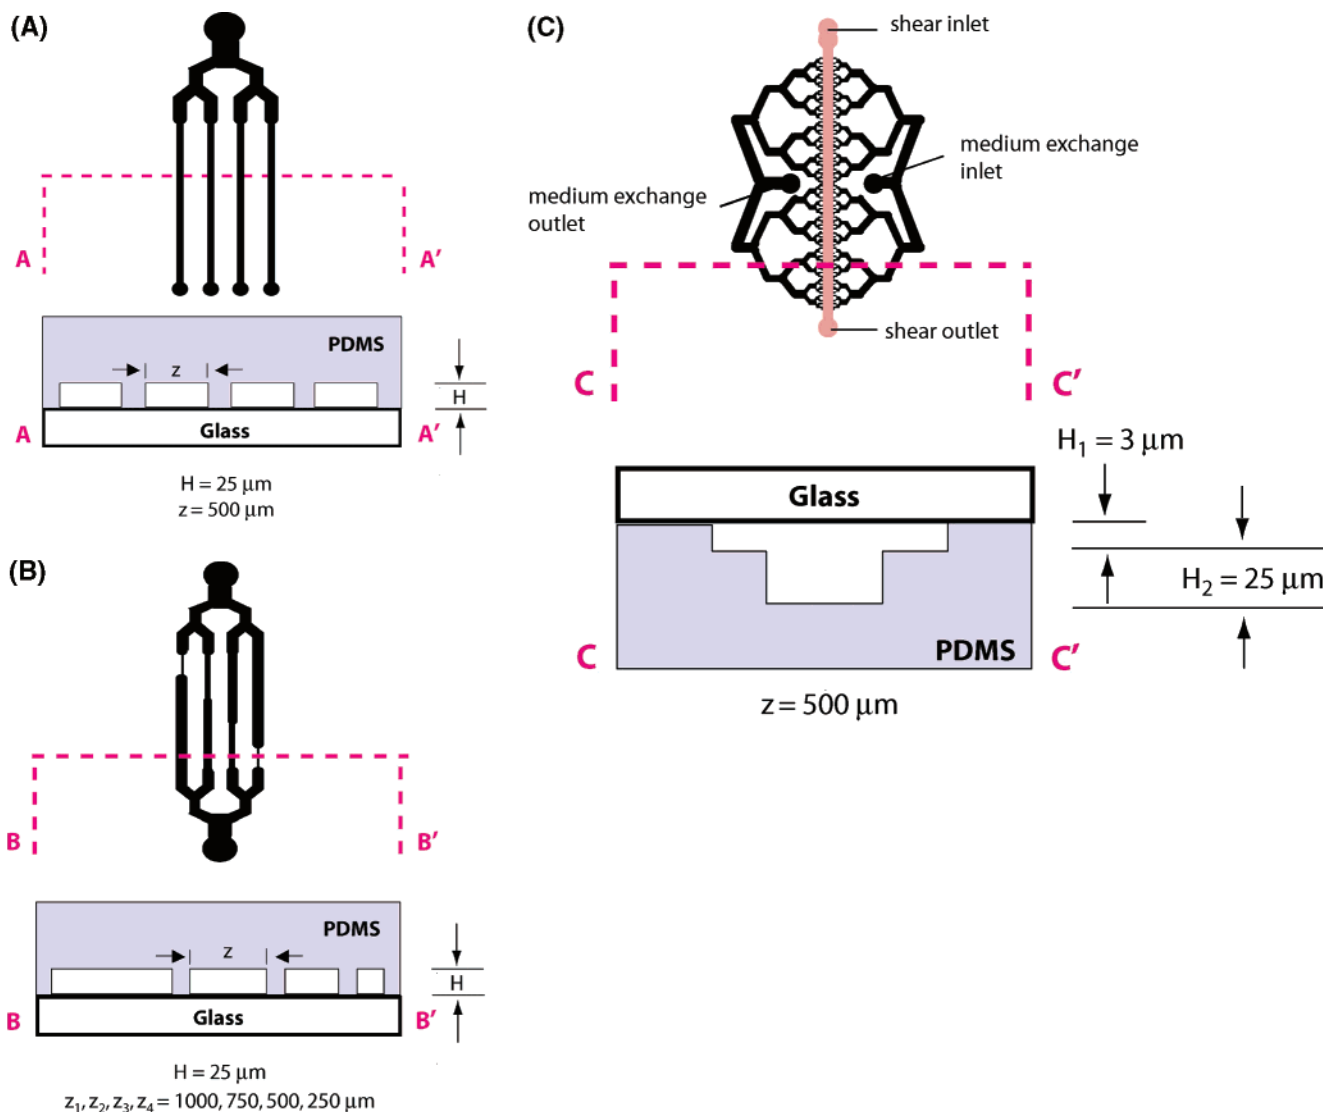 (A)
A A′
PDMS
z
H
Glass
A A′
H = 25 μm
z = 500 μm
(B)
B B′
PDMS
z
H
Glass
B B′
H = 25 μm
z₁, z₂, z₃, z₄ = 1000, 750, 500, 250 μm
(C)
shear inlet
medium exchange
inlet
medium exchange
outlet
shear outlet
C C′
H₁ = 3 μm
Glass
H₂ = 25 μm
PDMS
C C′
z = 500 μm